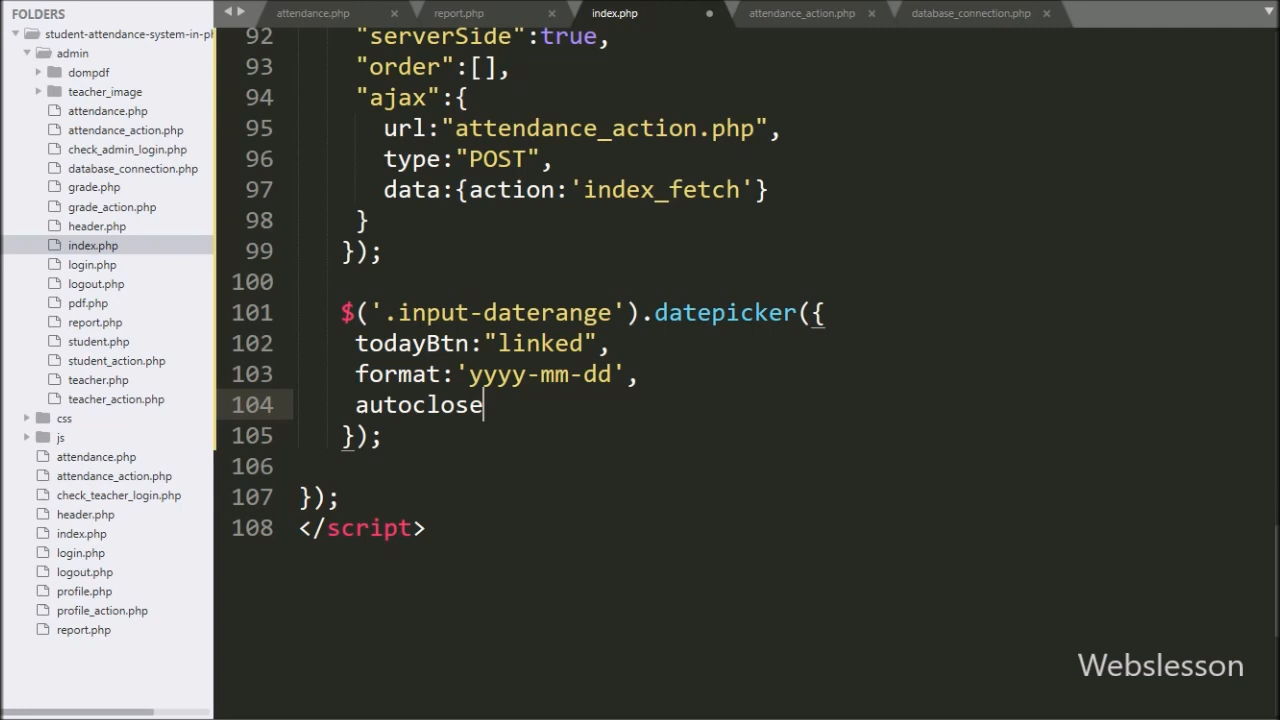 FOLDERS
student-attendance-system-in-ph
admin
dompdf
teacher_image
attendance.php
attendance_action.php
check_admin_login.php
database_connection.php
grade.php
grade_action.php
header.php
index.php
login.php
logout.php
pdf.php
report.php
student.php
student_action.php
teacher.php
teacher_action.php
css
js
attendance.php
attendance_action.php
check_teacher_login.php
header.php
index.php
login.php
logout.php
profile.php
profile_action.php
report.php
attendance.php × report.php × index.php attendance_action.php × database_connection.php ×
92 "serverSide":true,
93 "order":[],
94 "ajax":{
95 url:"attendance_action.php",
96 type:"POST",
97 data:{action:'index_fetch'}
98 }
99 });
100
101 $('.input-daterange').datepicker({
102 todayBtn:"linked",
103 format:'yyyy-mm-dd',
104 autoclose
105 });
106
107 });
108 </script>
Webslesson